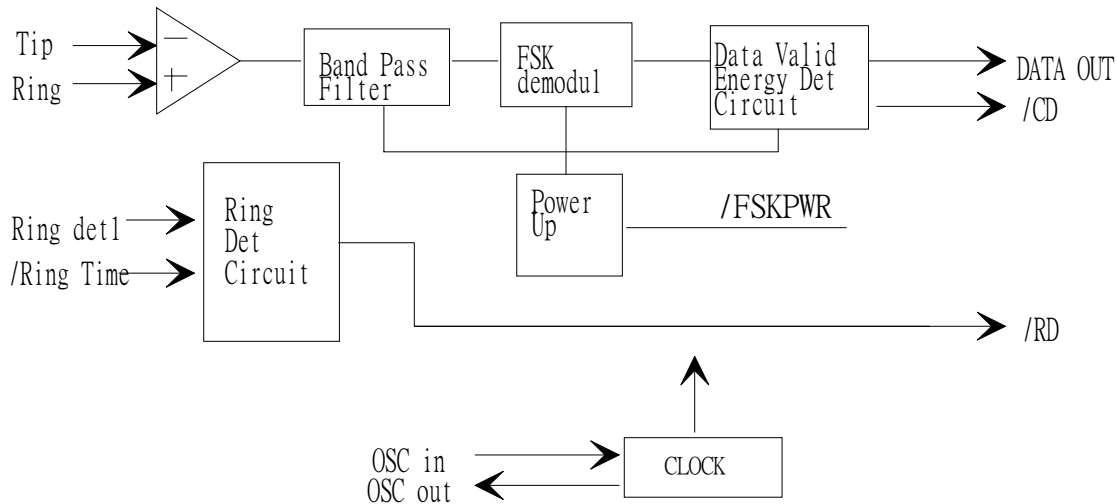 Tip
Ring
−
+
Band Pass
Filter
FSK
demodul
Data Valid
Energy Det
Circuit
DATA OUT
/CD
Ring det1
/Ring Time
Ring
Det
Circuit
Power
Up
/FSKPWR
/RD
OSC in
OSC out
CLOCK